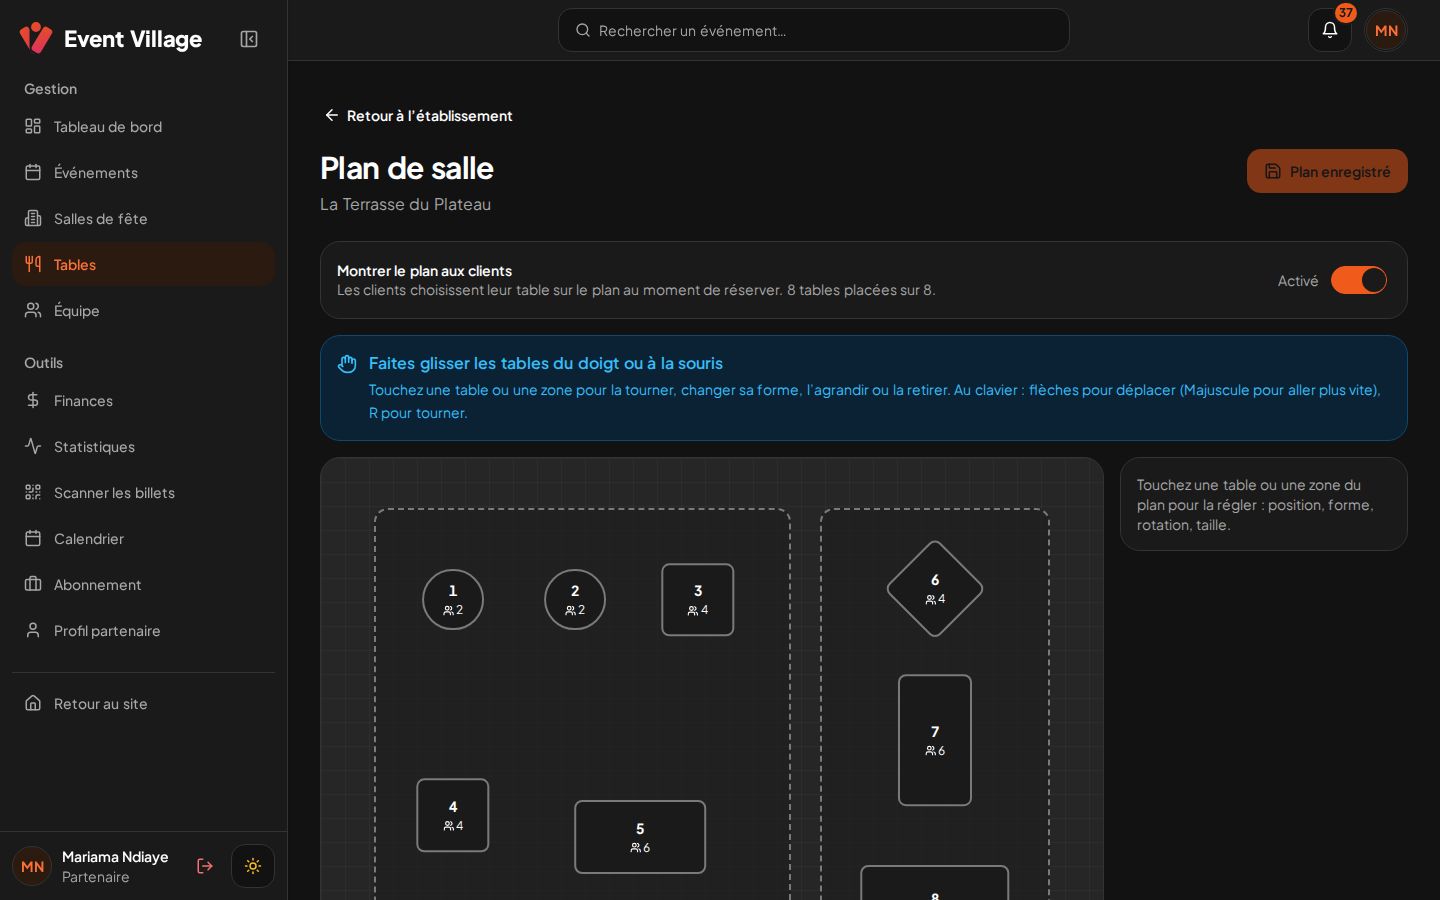 Event Village
Gestion
Tableau de bord
Événements
Salles de fête
Tables
Équipe
Outils
Finances
Statistiques
Scanner les billets
Calendrier
Abonnement
Profil partenaire
Retour au site
MN
Mariama Ndiaye
Partenaire
Rechercher un événement...
37
MN
Retour à l'établissement
Plan de salle
La Terrasse du Plateau
Plan enregistré
Montrer le plan aux clients
Les clients choisissent leur table sur le plan au moment de réserver. 8 tables placées sur 8.
Activé
Faites glisser les tables du doigt ou à la souris
Touchez une table ou une zone pour la tourner, changer sa forme, l'agrandir ou la retirer. Au clavier : flèches pour déplacer (Majuscule pour aller plus vite),
R pour tourner.
1
2
2
2
3
4
6
4
7
6
4
4
5
6
8
Touchez une table ou une zone du
plan pour la régler : position, forme,
rotation, taille.